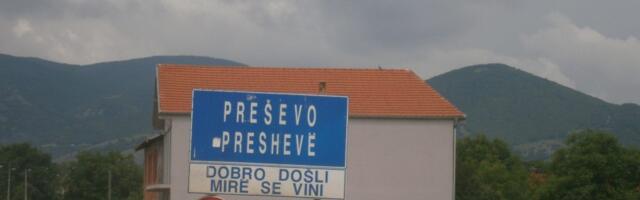 PREŠEVO
PRESHEVË
DOBRO DOŠLI
MIRË SE VINI